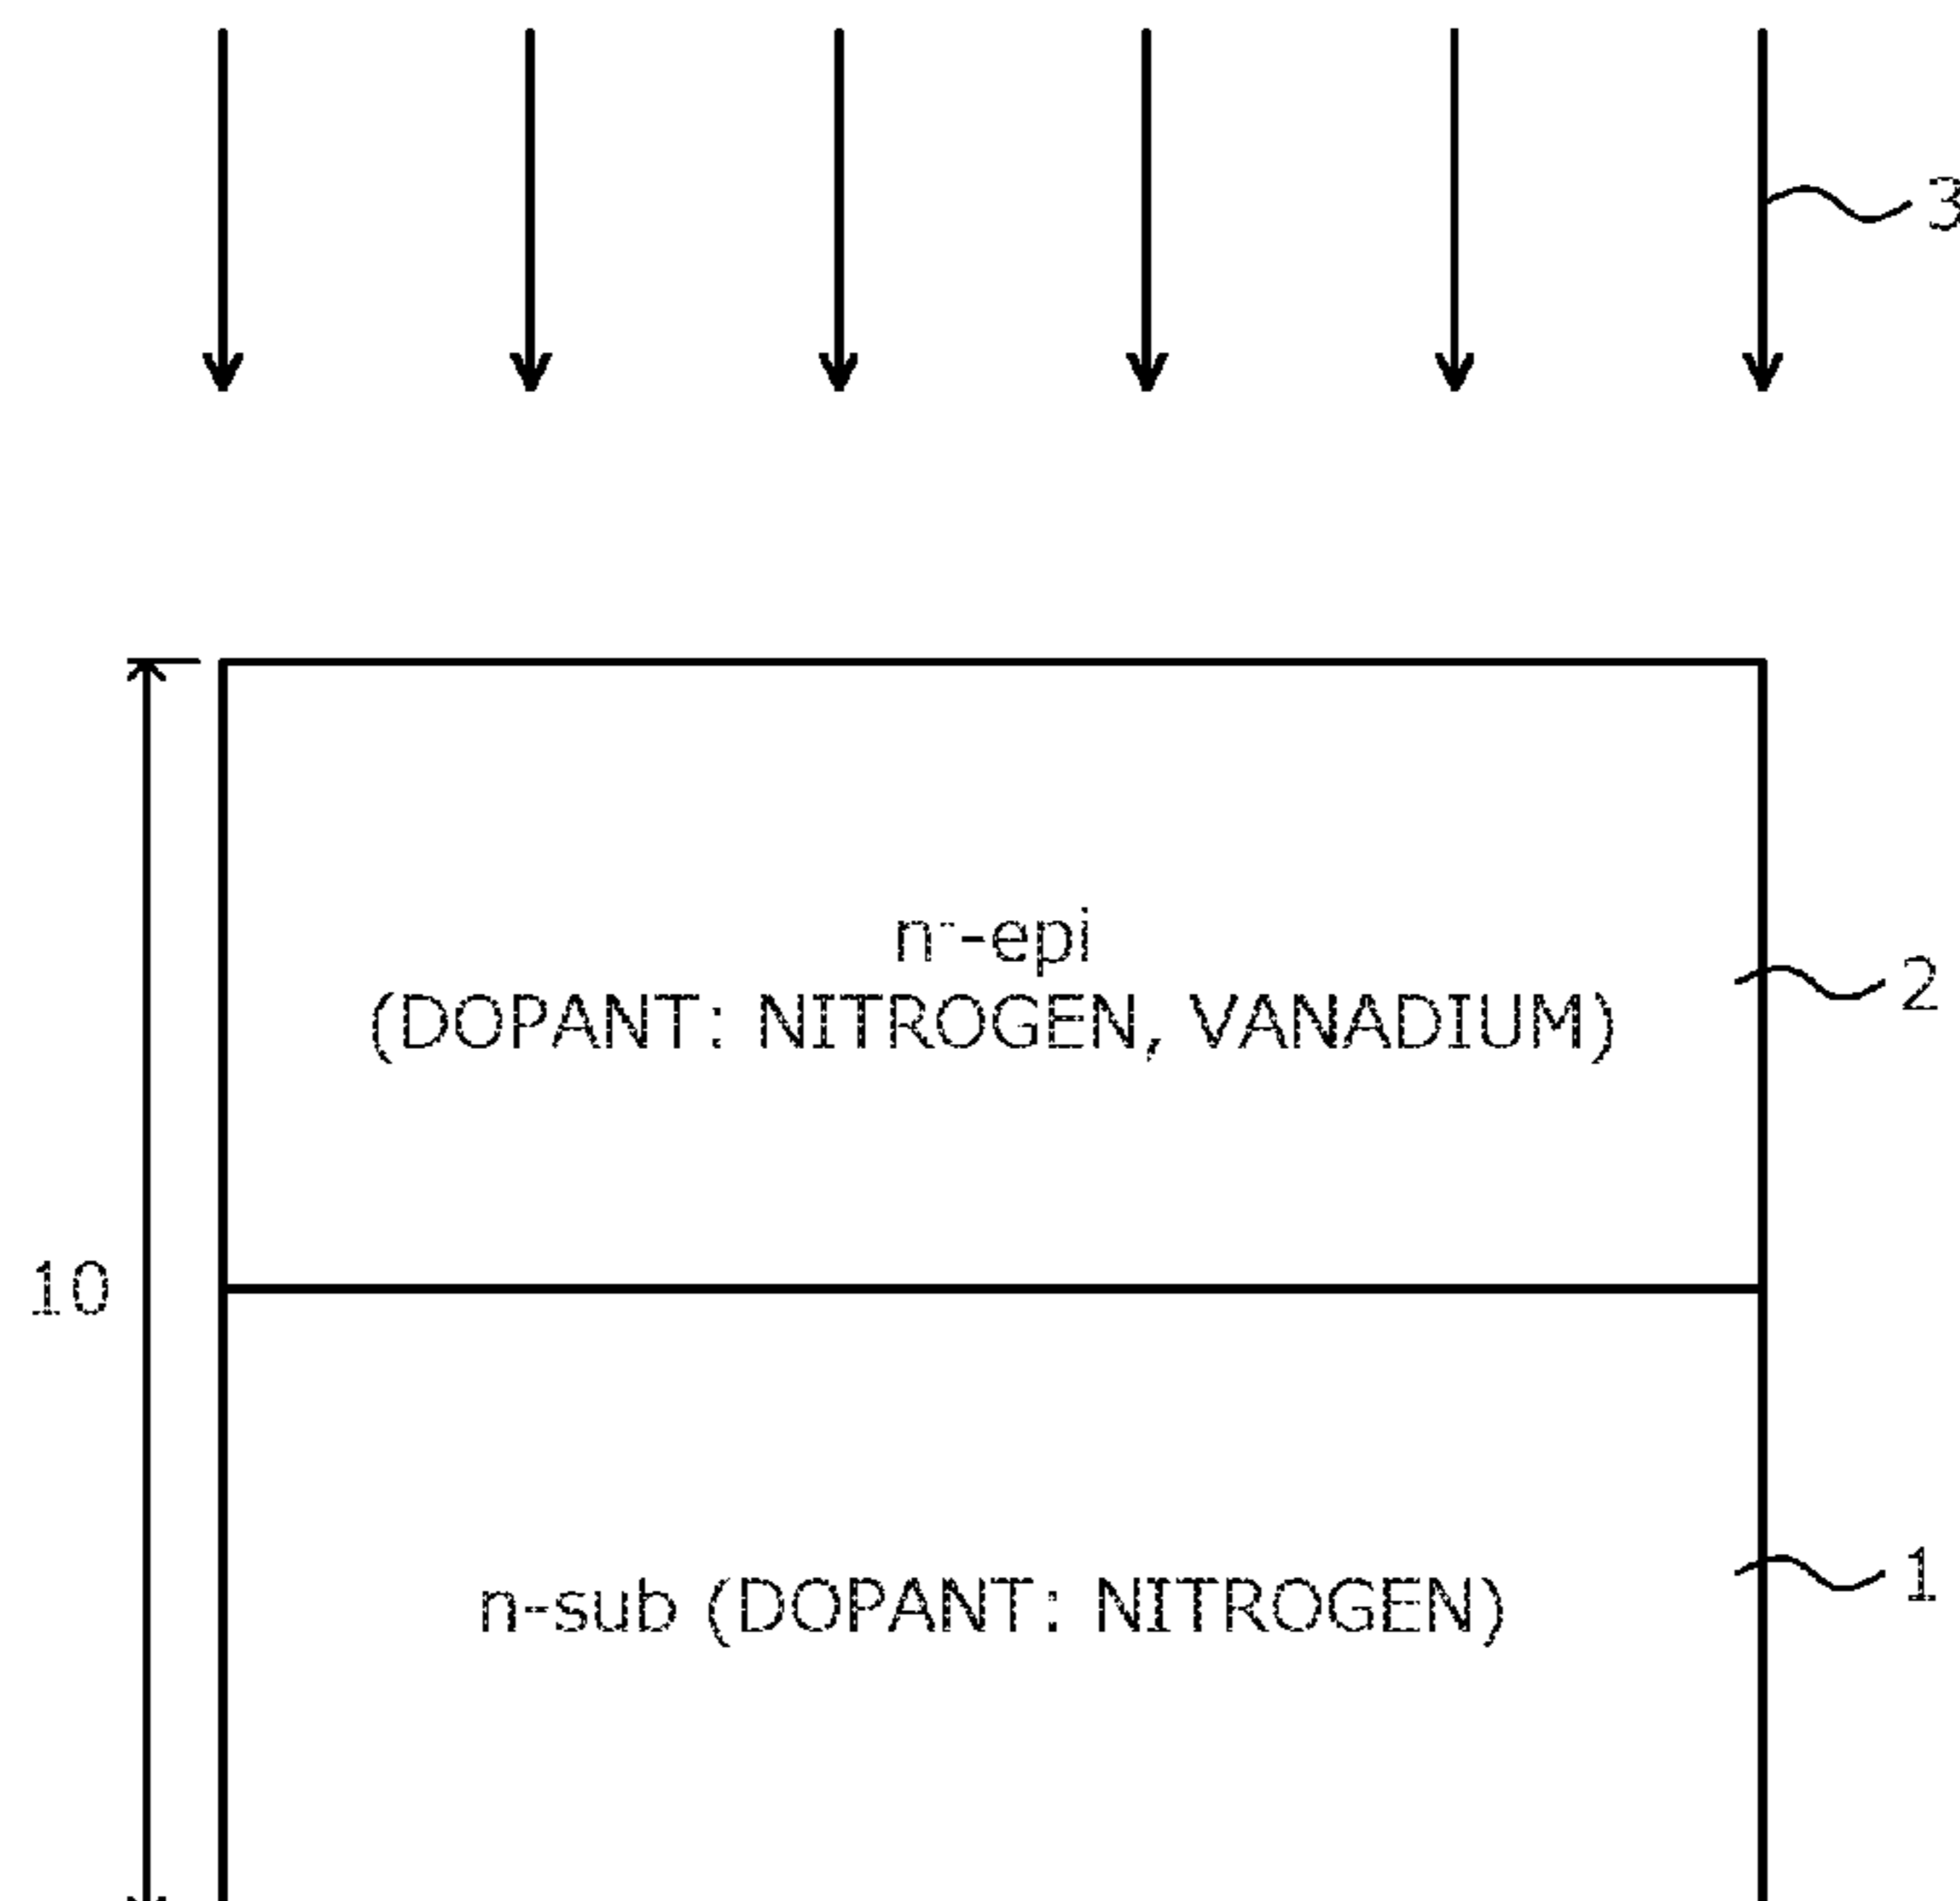 3
n⁻-epi
(DOPANT: NITROGEN, VANADIUM)
2
10
n-sub (DOPANT: NITROGEN)
1